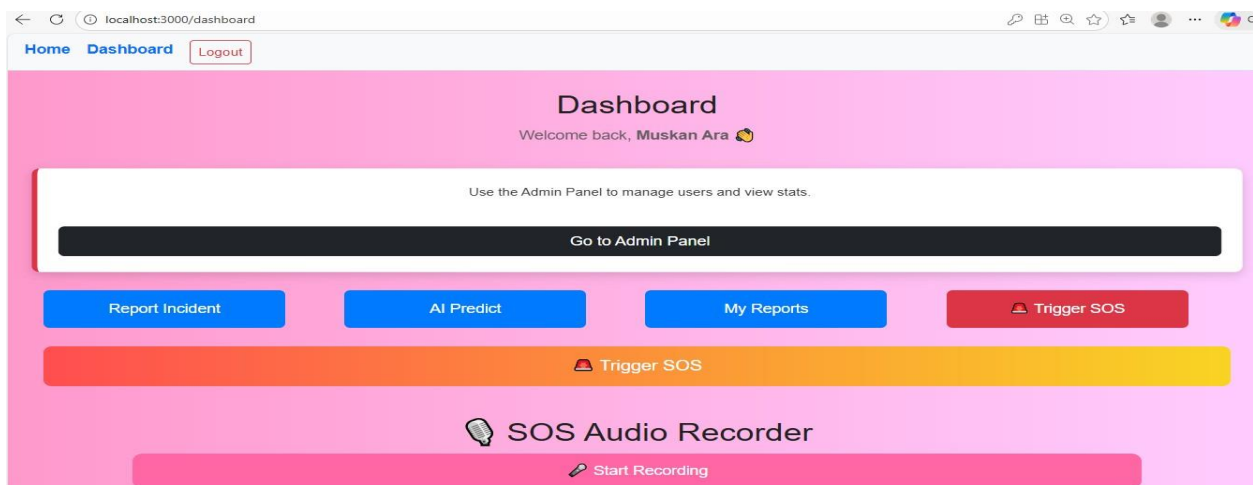 localhost:3000/dashboard
Home Dashboard Logout
Dashboard
Welcome back, Muskan Ara 👏
Use the Admin Panel to manage users and view stats.
Go to Admin Panel
Report Incident AI Predict My Reports 🚨 Trigger SOS
🚨 Trigger SOS
🎙️ SOS Audio Recorder
🎤 Start Recording